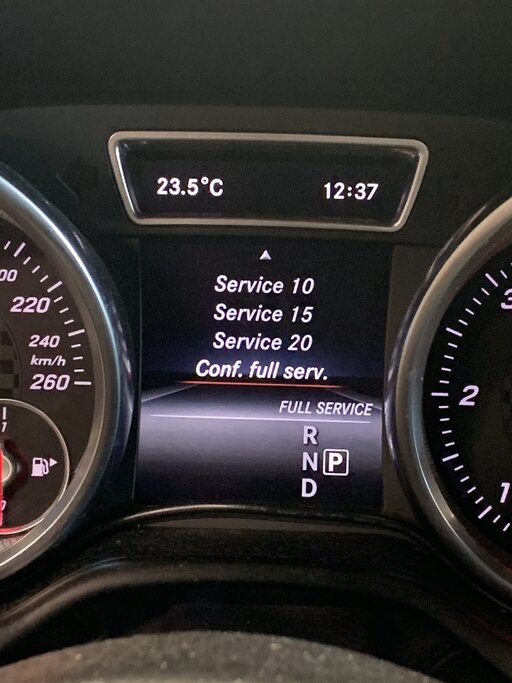 23.5°C 12:37
Service 10
Service 15
Service 20
Conf. full serv.
FULL SERVICE
R
N P
D
220
240
km/h
260
2
1